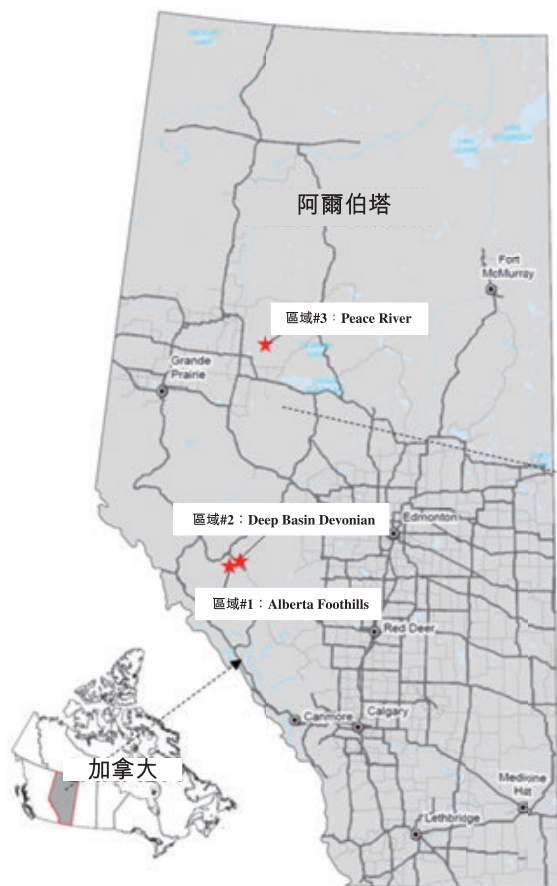 阿爾伯塔
Fort
McMurray
區域#3：Peace River
Grande
Prairie
區域#2：Deep Basin Devonian
Edmonton
區域#1：Alberta Foothills
Red Deer
Canmore
Calgary
加拿大
Medicine
Hat
Lethbridge